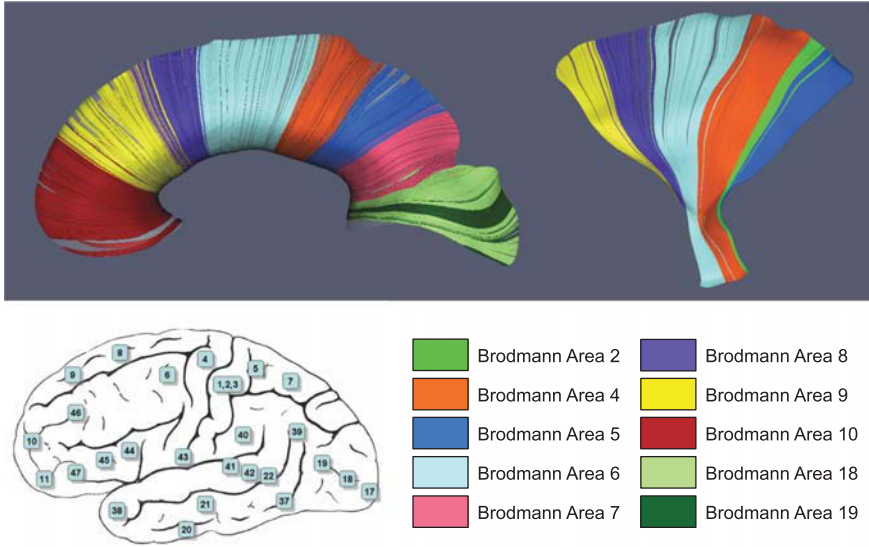 8
4
5
9
6
1,2,3
7
46
10
40
39
44
43
45
41
19
47
42
22
11
18
17
37
21
38
20
Brodmann Area 2
Brodmann Area 8
Brodmann Area 4
Brodmann Area 9
Brodmann Area 5
Brodmann Area 10
Brodmann Area 6
Brodmann Area 18
Brodmann Area 7
Brodmann Area 19